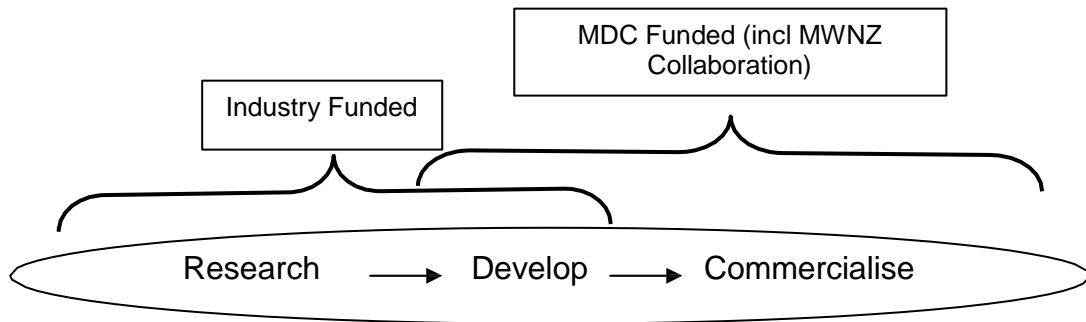 MDC Funded (incl MWNZ
Collaboration)
Industry Funded
Research
Develop
Commercialise